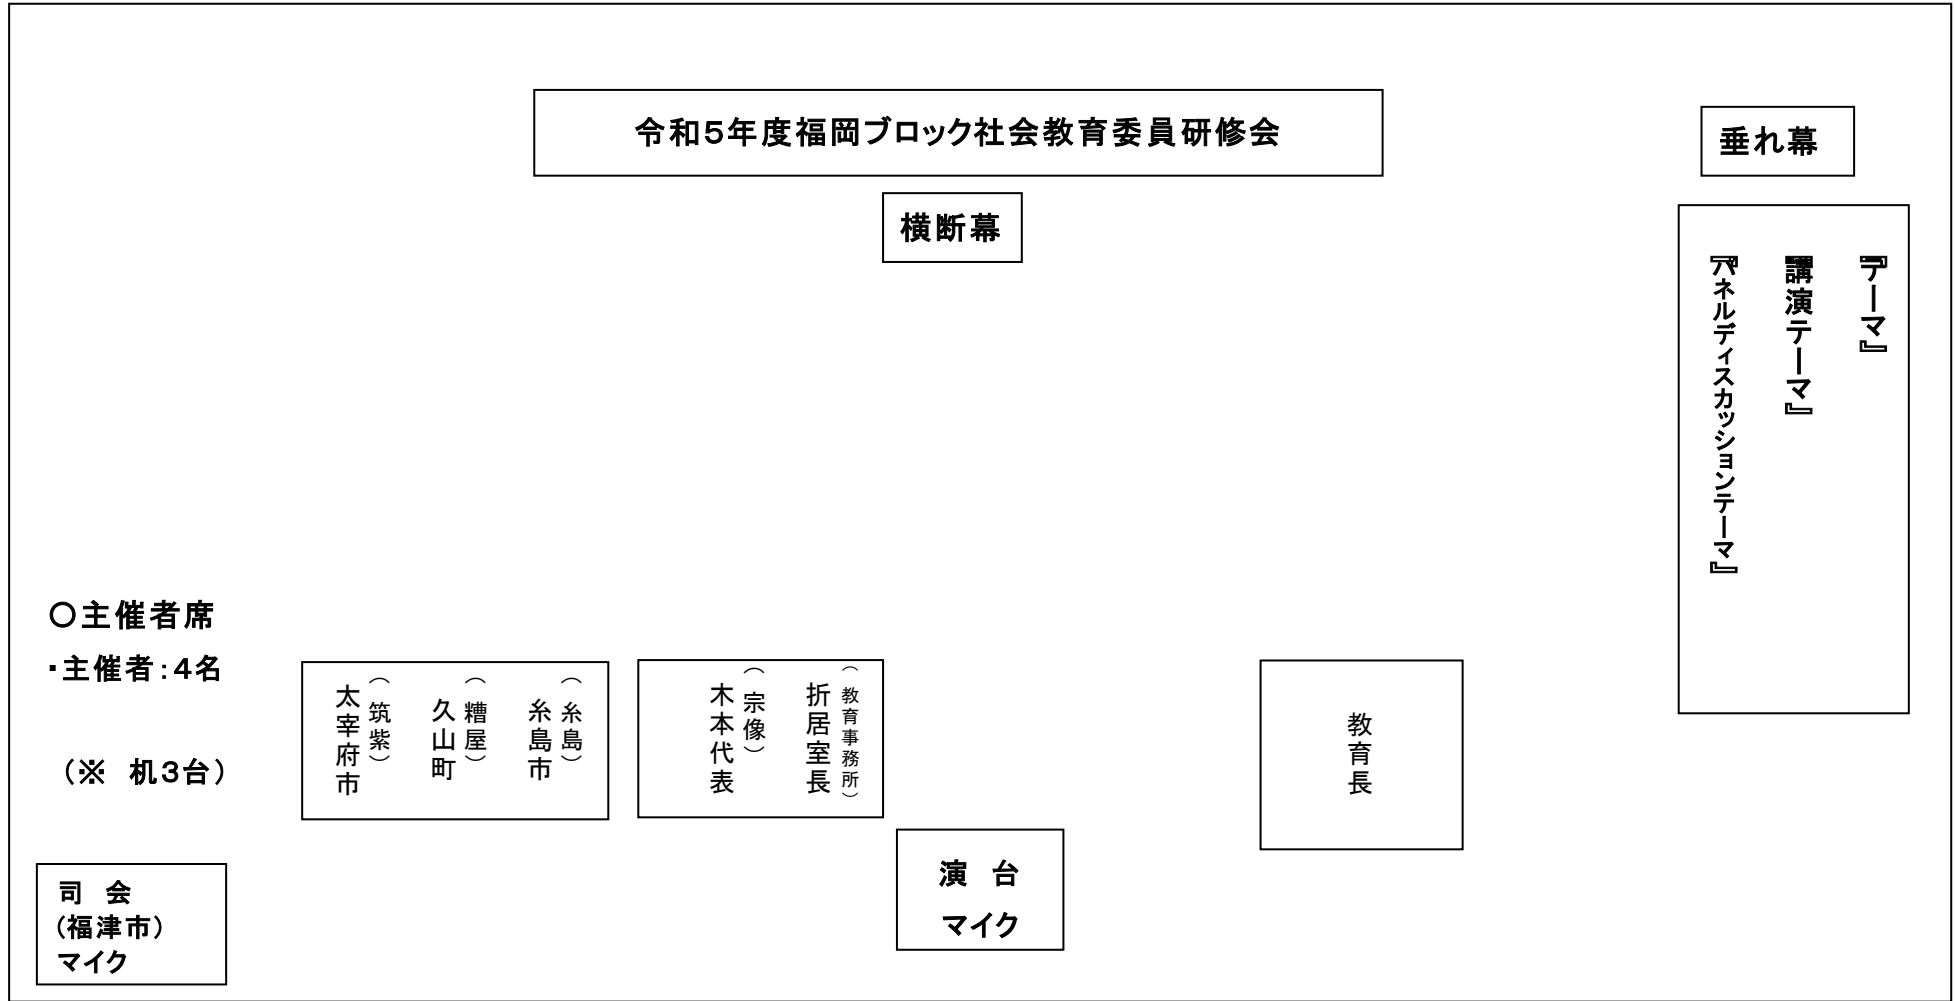 令和5年度福岡ブロック社会教育委員研修会
垂れ幕
横断幕
『テーマ』
『講演テーマ』
『パネルディスカッションテーマ』
○主催者席
・主催者:4名
(※ 机3台)
(糸島)
糸島市
(糟屋)
久山町
(筑紫)
太宰府市
(教育事務所)
折居室長
(宗像)
木本代表
教育長
演 台
マイク
司 会
(福津市)
マイク